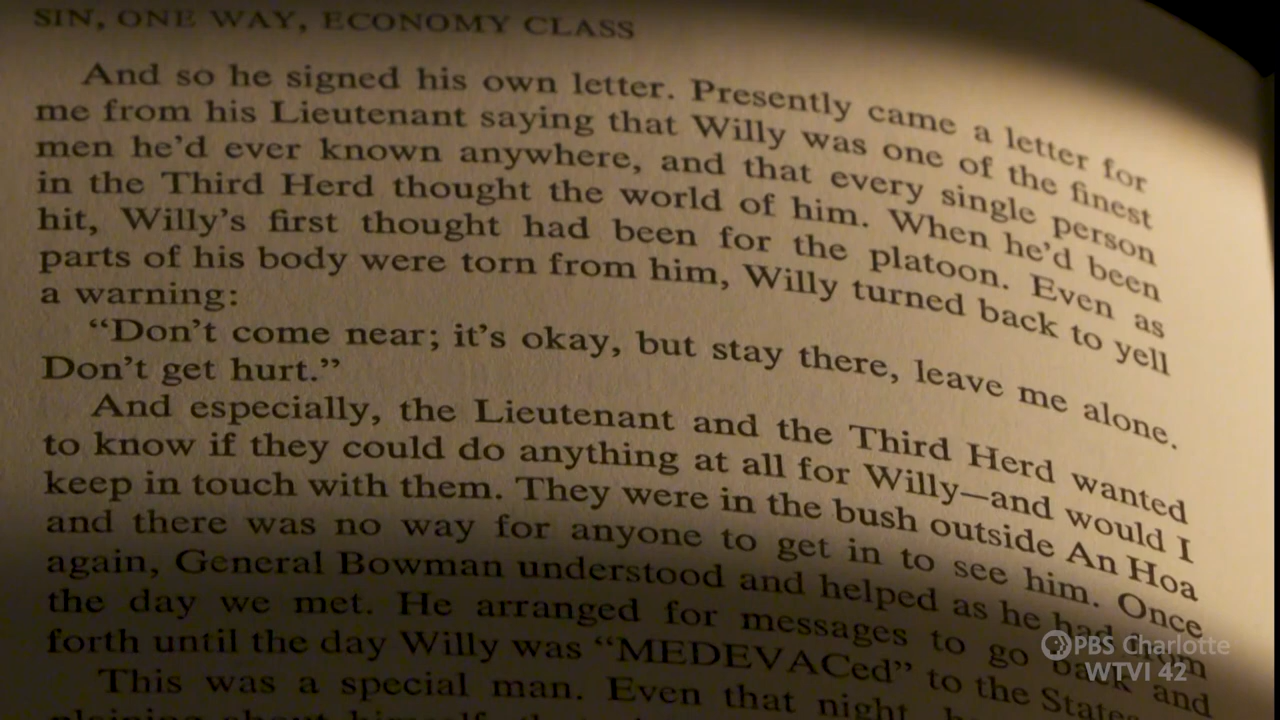 SIN, ONE WAY, ECONOMY CLASS
And so he signed his own letter. Presently came a letter for
me from his Lieutenant saying that Willy was one of the finest
men he'd ever known anywhere, and that every single person
in the Third Herd thought the world of him. When he'd been
hit, Willy's first thought had been for the platoon. Even as
parts of his body were torn from him, Willy turned back to yell
a warning:
“Don't come near; it's okay, but stay there, leave me alone.
Don't get hurt.”
And especially, the Lieutenant and the Third Herd wanted
to know if they could do anything at all for Willy—and would I
keep in touch with them. They were in the bush outside An Hoa
and there was no way for anyone to get in to see him. Once
again, General Bowman understood and helped as he had from
the day we met. He arranged for messages to go back and
forth until the day Willy was “MEDEVACed” to the States.
This was a special man. Even that night
PBS Charlotte
WTVI 42